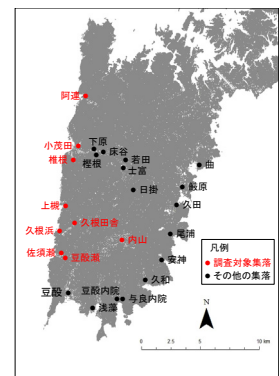 阿連
小茂田
下原
床谷
椎根
樫根
若田
士富
曲
日掛
厳原
上槻
久田
久根田舎
久根浜
内山
尾浦
佐須瀬
豆酘瀬
安神
久和
豆酘
豆酘内院
与良内院
浅藻
凡例
調査対象集落
その他の集落
N
0 2.5 5 10 km